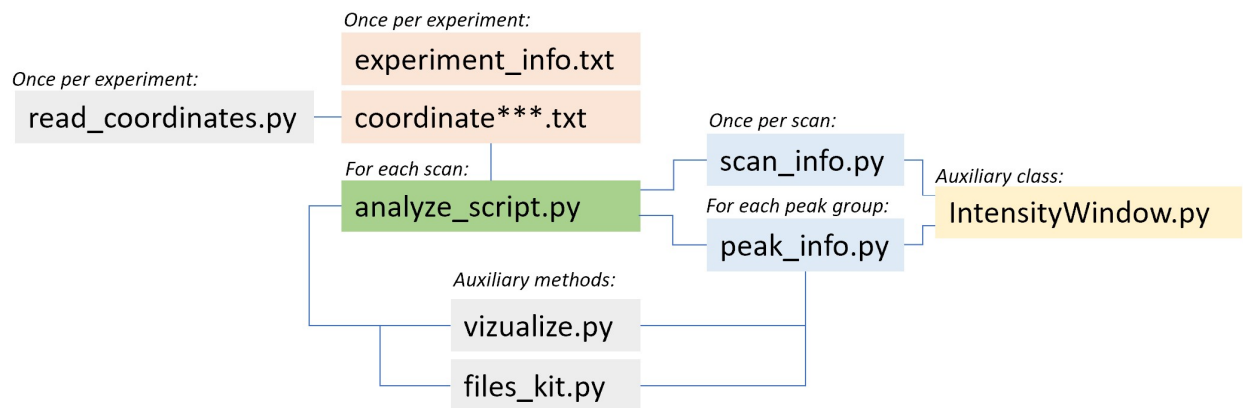 Once per experiment:
experiment_info.txt
Once per experiment:
read_coordinates.py
coordinate***.txt
For each scan:
analyze_script.py
Once per scan:
scan_info.py
For each peak group:
peak_info.py
Auxiliary class:
IntensityWindow.py
Auxiliary methods:
vizualize.py
files_kit.py